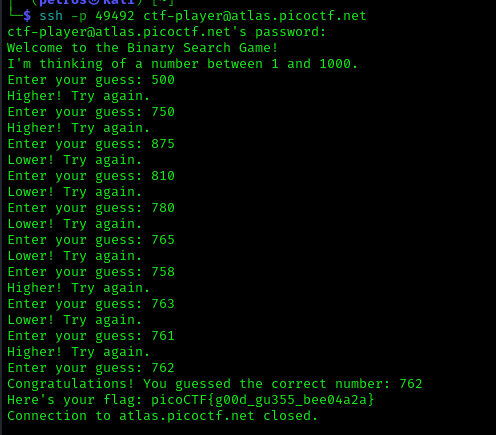 (petros㉿kali) [~]
└─$ ssh -p 49492 ctf-player@atlas.picoctf.net
ctf-player@atlas.picoctf.net's password:
Welcome to the Binary Search Game!
I'm thinking of a number between 1 and 1000.
Enter your guess: 500
Higher! Try again.
Enter your guess: 750
Higher! Try again.
Enter your guess: 875
Lower! Try again.
Enter your guess: 810
Lower! Try again.
Enter your guess: 780
Lower! Try again.
Enter your guess: 765
Lower! Try again.
Enter your guess: 758
Higher! Try again.
Enter your guess: 763
Lower! Try again.
Enter your guess: 761
Higher! Try again.
Enter your guess: 762
Congratulations! You guessed the correct number: 762
Here's your flag: picoCTF{g00d_gu355_bee04a2a}
Connection to atlas.picoctf.net closed.